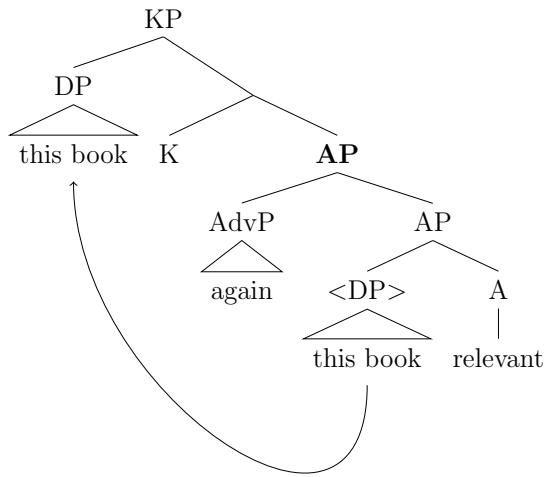 KP
DP
this book K AP
AdvP AP
again <DP> A
this book relevant